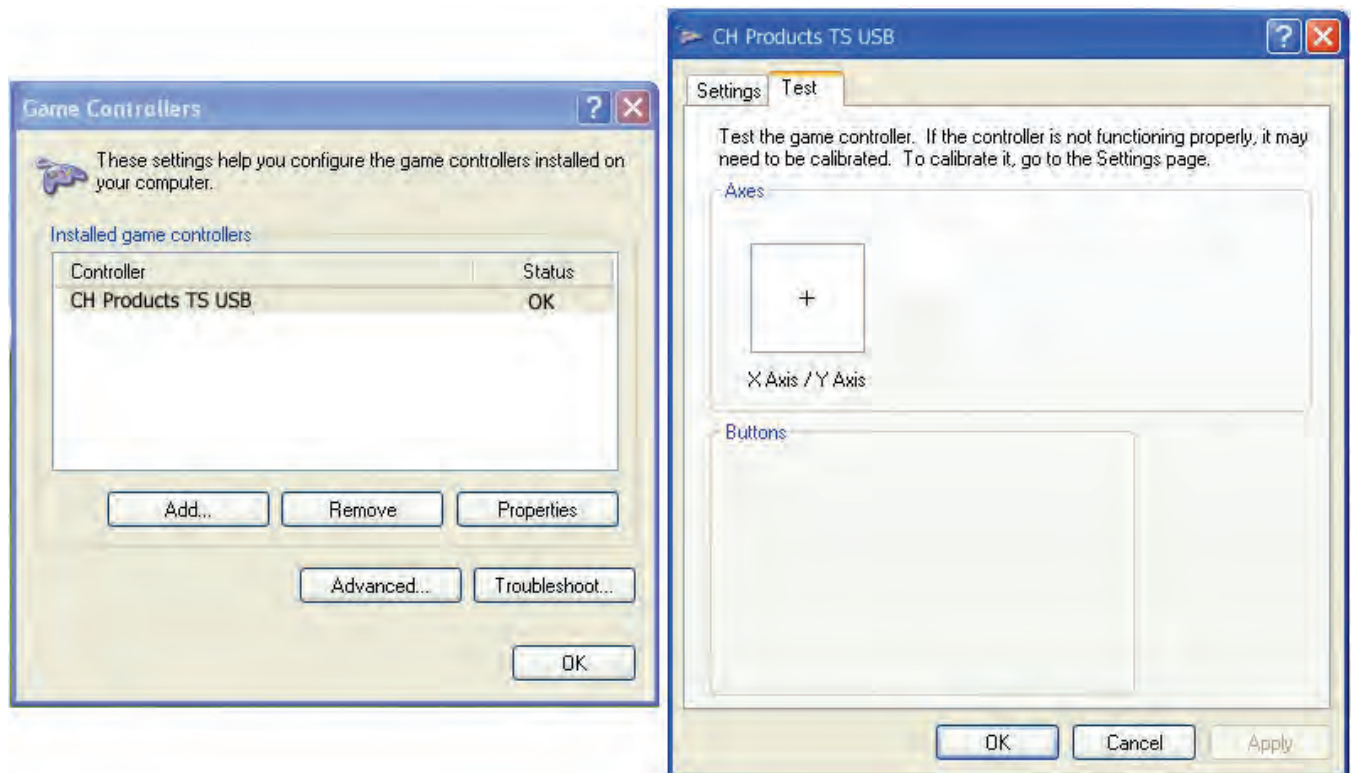 Game Controllers
These settings help you configure the game controllers installed on
your computer.
Installed game controllers
Controller Status
CH Products TS USB OK
Add... Remove Properties
Advanced... Troubleshoot...
OK
CH Products TS USB
Settings Test
Test the game controller. If the controller is not functioning properly, it may
need to be calibrated. To calibrate it, go to the Settings page.
Axes
X Axis / Y Axis
Buttons
OK Cancel Apply